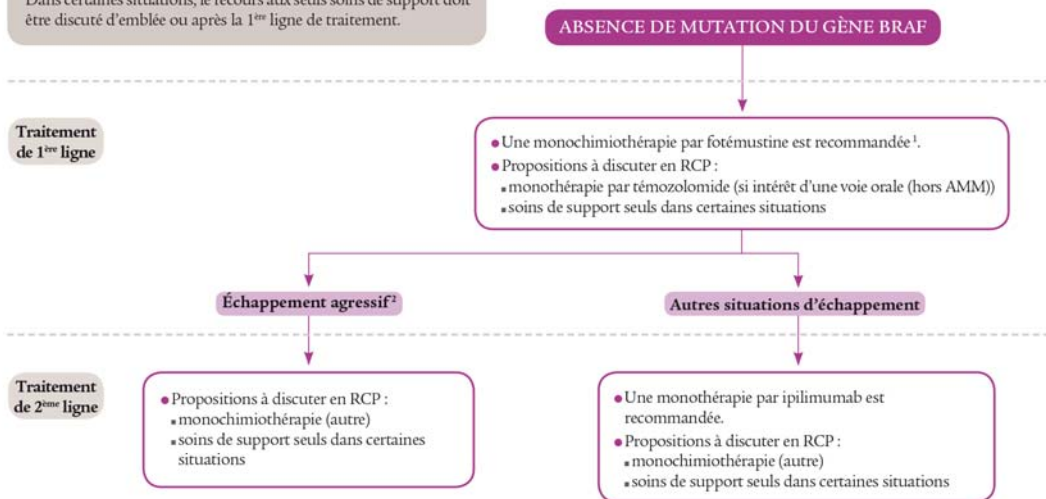 Dans certaines situations, le recours aux seuls soins de support doit
être discuté d'emblée ou après la 1ère ligne de traitement.
ABSENCE DE MUTATION DU GÈNE BRAF
Traitement
de 1ère ligne
● Une monochimiothérapie par fotémustine est recommandée 1.
● Propositions à discuter en RCP :
▪ monothérapie par témozolomide (si intérêt d'une voie orale (hors AMM))
▪ soins de support seuls dans certaines situations
Échappement agressif 2
Autres situations d'échappement
Traitement
de 2ème ligne
● Propositions à discuter en RCP :
▪ monochimiothérapie (autre)
▪ soins de support seuls dans certaines
situations
● Une monothérapie par ipilimumab est
recommandée.
● Propositions à discuter en RCP :
▪ monochimiothérapie (autre)
▪ soins de support seuls dans certaines situations